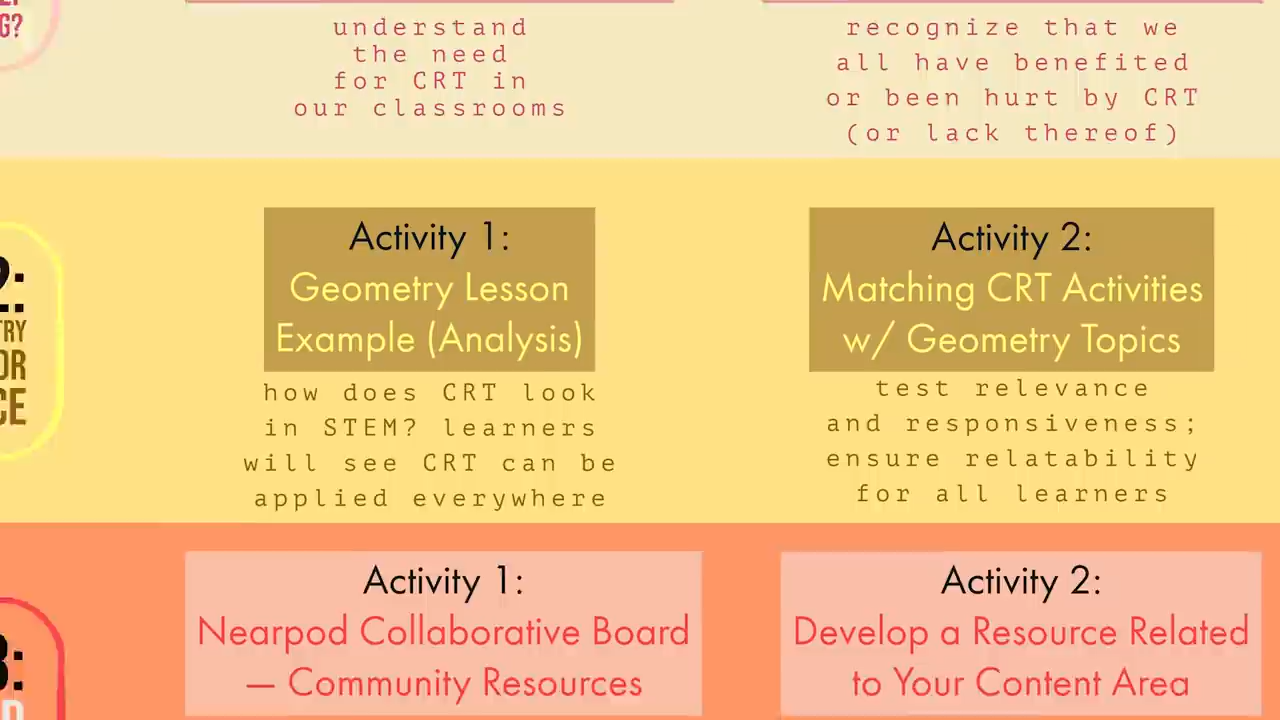 G?
understand
the need
for CRT in
our classrooms
recognize that we
all have benefited
or been hurt by CRT
(or lack thereof)
Activity 1:
Geometry Lesson
Example (Analysis)
how does CRT look
in STEM? learners
will see CRT can be
applied everywhere
Activity 2:
Matching CRT Activities
w/ Geometry Topics
test relevance
and responsiveness;
ensure relatability
for all learners
Activity 1:
Nearpod Collaborative Board
— Community Resources
Activity 2:
Develop a Resource Related
to Your Content Area